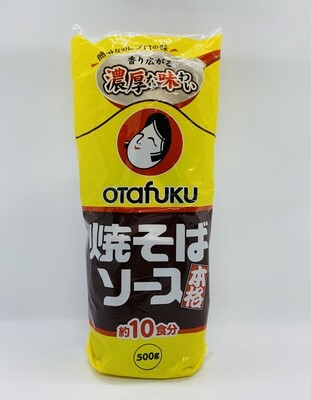 香り広がる
濃厚な味わい
OTaFUKU
焼そば
ソース
本格
約10食分
500g